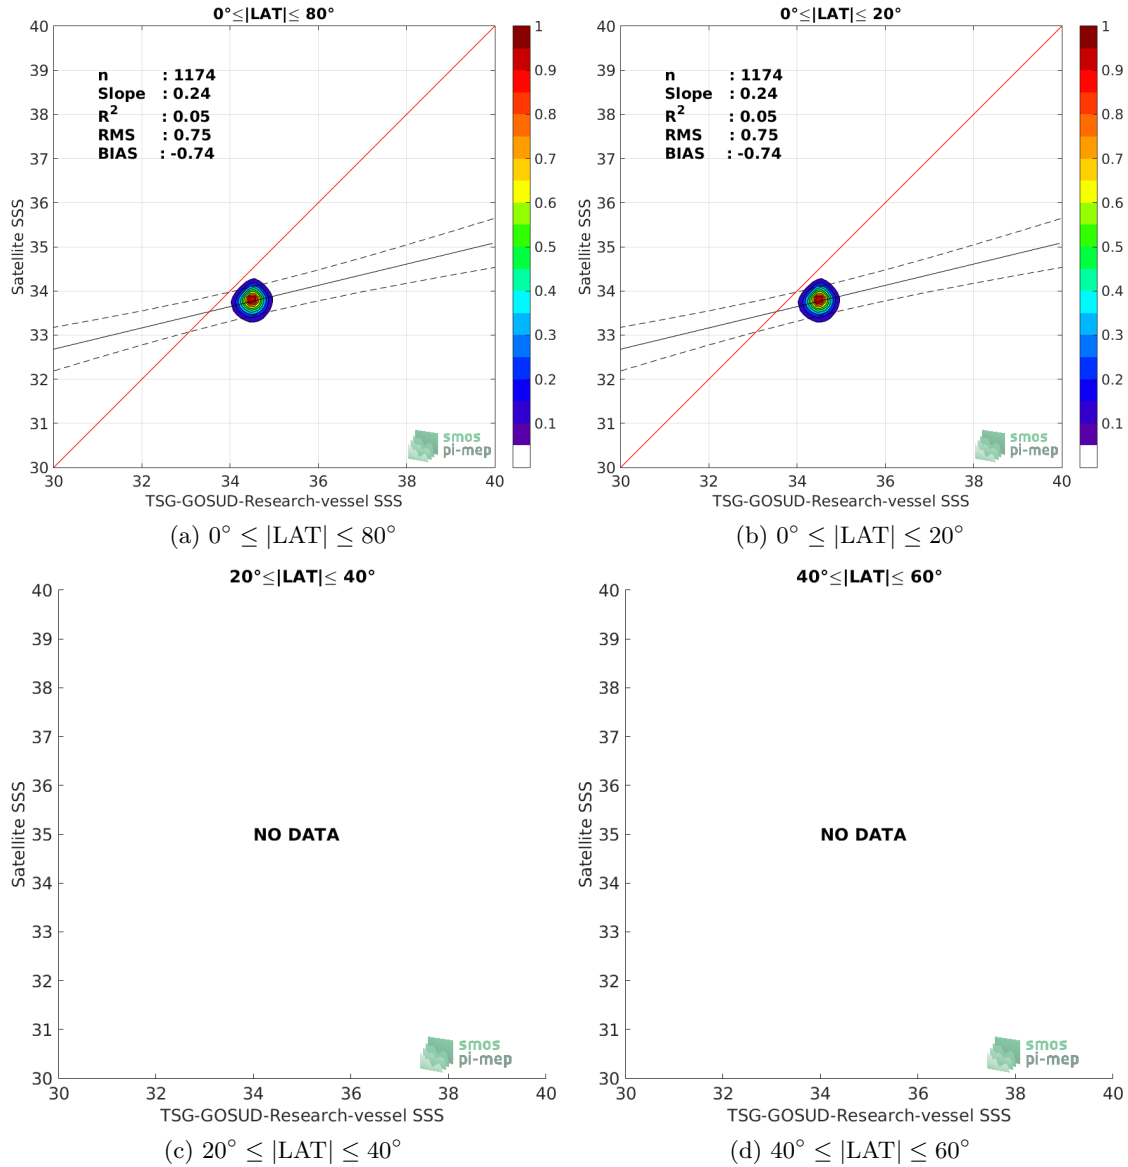 0°≤|LAT|≤ 80°
40
39
38
37
36
35
34
33
32
31
30
Satellite SSS
n : 1174
Slope : 0.24
R² : 0.05
RMS : 0.75
BIAS : -0.74
smos
pi-mep
30 32 34 36 38 40
TSG-GOSUD-Research-vessel SSS
1
0.9
0.8
0.7
0.6
0.5
0.4
0.3
0.2
0.1
(a) 0° ≤ |LAT| ≤ 80°
0°≤|LAT|≤ 20°
40
39
38
37
36
35
34
33
32
31
30
Satellite SSS
n : 1174
Slope : 0.24
R² : 0.05
RMS : 0.75
BIAS : -0.74
smos
pi-mep
30 32 34 36 38 40
TSG-GOSUD-Research-vessel SSS
1
0.9
0.8
0.7
0.6
0.5
0.4
0.3
0.2
0.1
(b) 0° ≤ |LAT| ≤ 20°
20°≤|LAT|≤ 40°
40
39
38
37
36
35
34
33
32
31
30
Satellite SSS
NO DATA
smos
pi-mep
30 32 34 36 38 40
TSG-GOSUD-Research-vessel SSS
(c) 20° ≤ |LAT| ≤ 40°
40°≤|LAT|≤ 60°
40
39
38
37
36
35
34
33
32
31
30
Satellite SSS
NO DATA
smos
pi-mep
30 32 34 36 38 40
TSG-GOSUD-Research-vessel SSS
(d) 40° ≤ |LAT| ≤ 60°